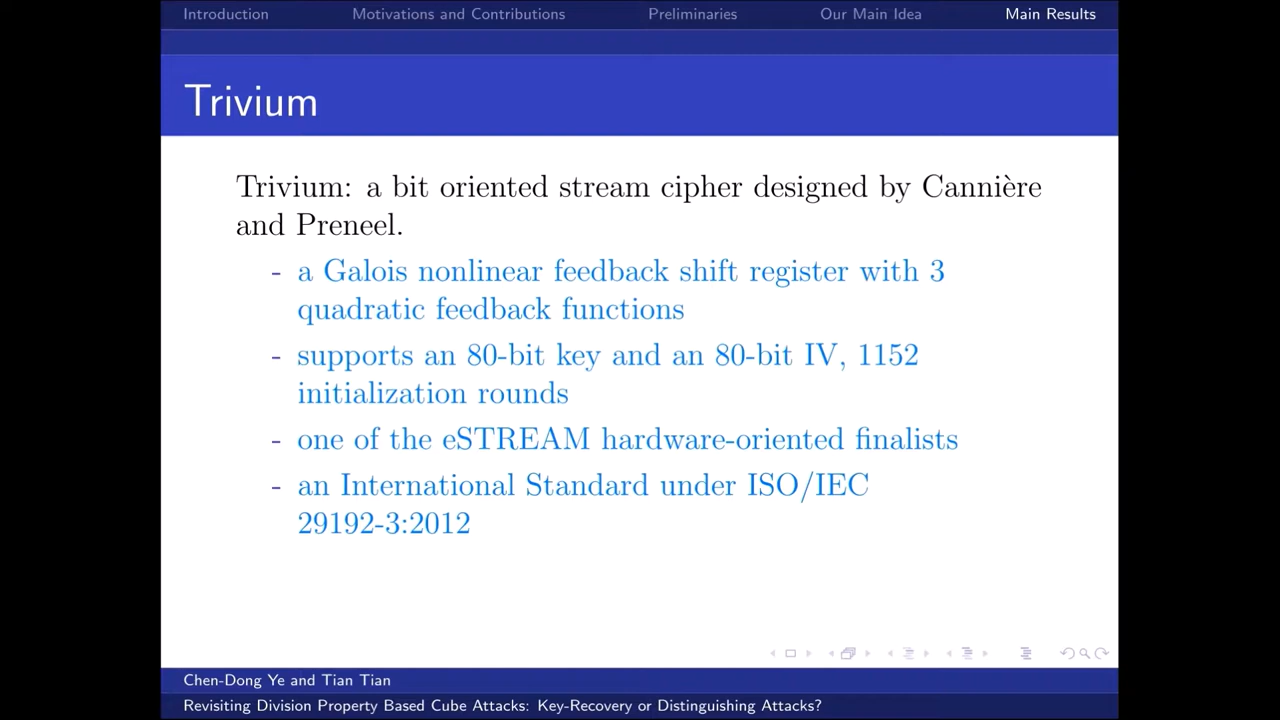 Introduction Motivations and Contributions Preliminaries Our Main Idea Main Results
Trivium
Trivium: a bit oriented stream cipher designed by Cannière
and Preneel.
- a Galois nonlinear feedback shift register with 3
quadratic feedback functions
- supports an 80-bit key and an 80-bit IV, 1152
initialization rounds
- one of the eSTREAM hardware-oriented finalists
- an International Standard under ISO/IEC
29192-3:2012
Chen-Dong Ye and Tian Tian
Revisiting Division Property Based Cube Attacks: Key-Recovery or Distinguishing Attacks?